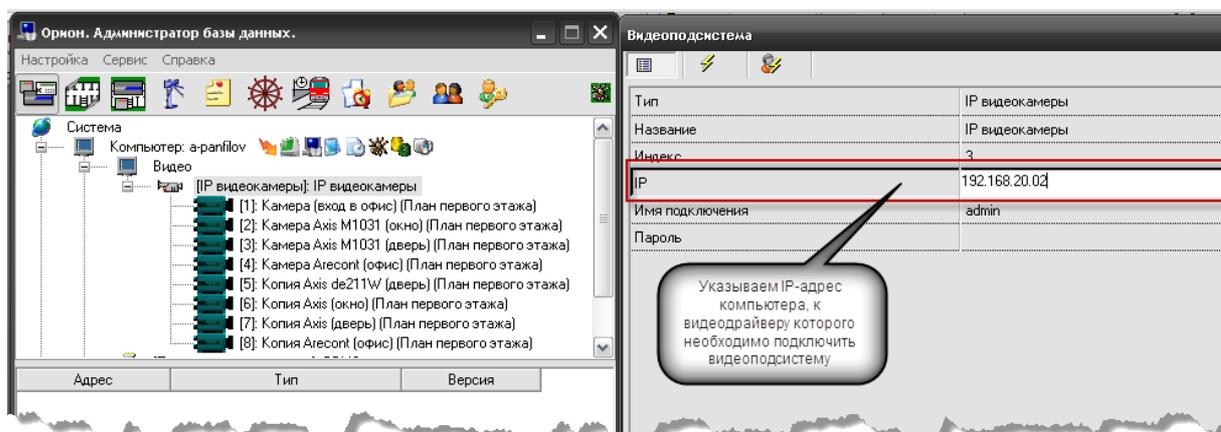 Орион. Администратор базы данных.
Настройка Сервис Справка
Система
Компьютер: a-panfilov
Видео
[IP видеокамеры]: IP видеокамеры
[1]: Камера (вход в офис) (План первого этажа)
[2]: Камера Axis M1031 (окно) (План первого этажа)
[3]: Камера Axis M1031 (дверь) (План первого этажа)
[4]: Камера Arecont (офис) (План первого этажа)
[5]: Копия Axis de211W (дверь) (План первого этажа)
[6]: Копия Axis (окно) (План первого этажа)
[7]: Копия Axis (дверь) (План первого этажа)
[8]: Копия Arecont (офис) (План первого этажа)
Адрес Тип Версия
Видеоподсистема
Тип IP видеокамеры
Название IP видеокамеры
Индекс 3
IP 192.168.20.02
Имя подключения admin
Пароль
Указываем IP-адрес
компьютера, к
видеодрайверу которого
необходимо подключить
видеоподсистему